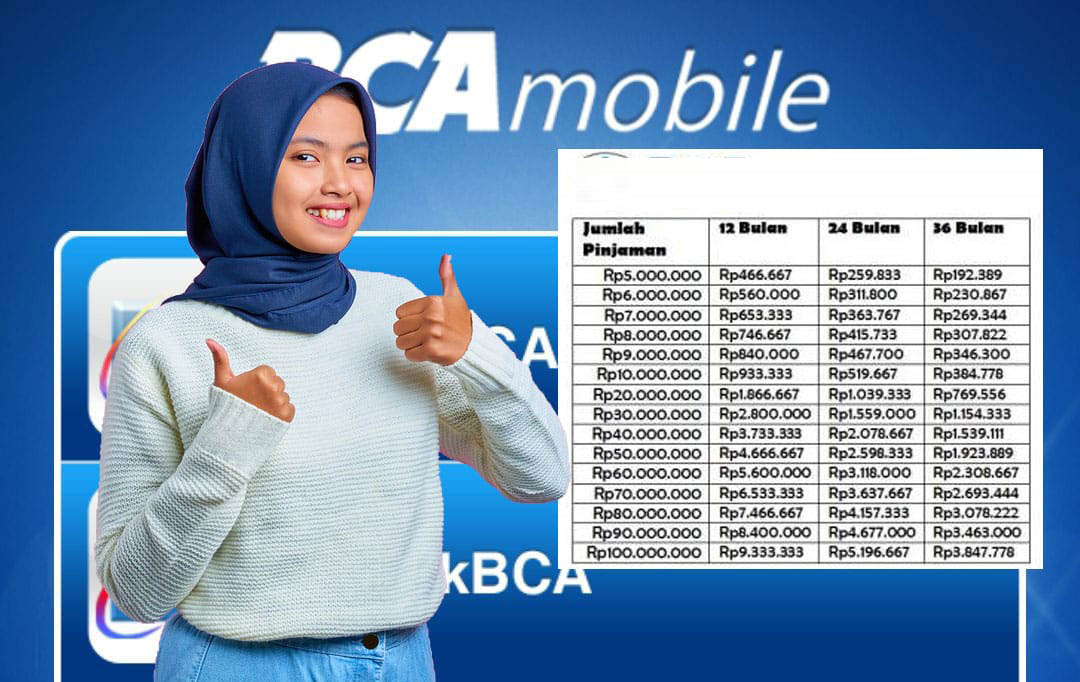 BCA mobile
CA
kBCA
Jumlah Pinjaman 12 Bulan 24 Bulan 36 Bulan
Rp5.000.000 Rp466.667 Rp259.833 Rp192.389
Rp6.000.000 Rp560.000 Rp311.800 Rp230.867
Rp7.000.000 Rp653.333 Rp363.767 Rp269.344
Rp8.000.000 Rp746.667 Rp415.733 Rp307.822
Rp9.000.000 Rp840.000 Rp467.700 Rp346.300
Rp10.000.000 Rp933.333 Rp519.667 Rp384.778
Rp20.000.000 Rp1.866.667 Rp1.039.333 Rp769.556
Rp30.000.000 Rp2.800.000 Rp1.559.000 Rp1.154.333
Rp40.000.000 Rp3.733.333 Rp2.078.667 Rp1.539.111
Rp50.000.000 Rp4.666.667 Rp2.598.333 Rp1.923.889
Rp60.000.000 Rp5.600.000 Rp3.118.000 Rp2.308.667
Rp70.000.000 Rp6.533.333 Rp3.637.667 Rp2.693.444
Rp80.000.000 Rp7.466.667 Rp4.157.333 Rp3.078.222
Rp90.000.000 Rp8.400.000 Rp4.677.000 Rp3.463.000
Rp100.000.000 Rp9.333.333 Rp5.196.667 Rp3.847.778